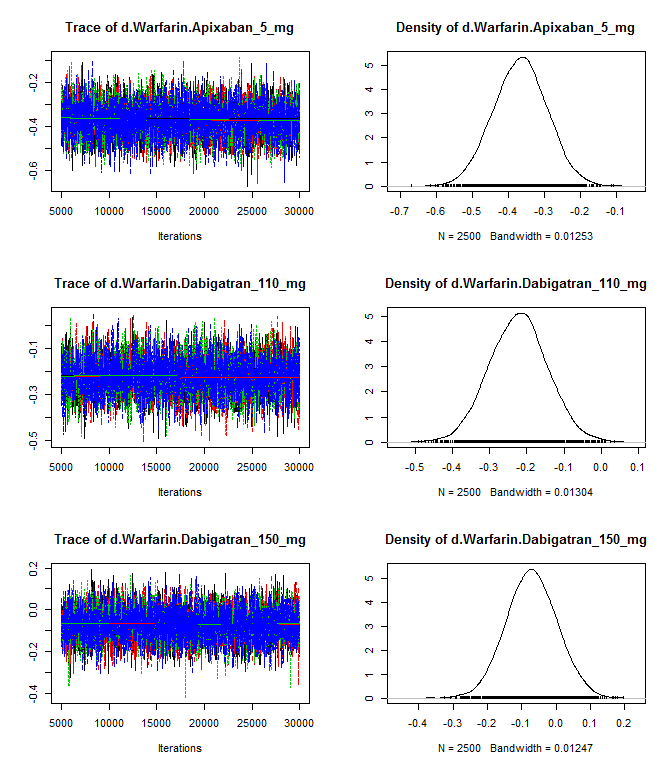 Trace of d.Warfarin.Apixaban_5_mg
-0.2
-0.4
-0.6
5000 10000 15000 20000 25000 30000
Iterations
Density of d.Warfarin.Apixaban_5_mg
5
4
3
2
1
0
-0.7 -0.6 -0.5 -0.4 -0.3 -0.2 -0.1
N = 2500 Bandwidth = 0.01253
Trace of d.Warfarin.Dabigatran_110_mg
-0.1
-0.3
-0.5
5000 10000 15000 20000 25000 30000
Iterations
Density of d.Warfarin.Dabigatran_110_mg
5
4
3
2
1
0
-0.5 -0.4 -0.3 -0.2 -0.1 0.0 0.1
N = 2500 Bandwidth = 0.01304
Trace of d.Warfarin.Dabigatran_150_mg
0.2
0.0
-0.2
-0.4
5000 10000 15000 20000 25000 30000
Iterations
Density of d.Warfarin.Dabigatran_150_mg
5
4
3
2
1
0
-0.4 -0.3 -0.2 -0.1 0.0 0.1 0.2
N = 2500 Bandwidth = 0.01247